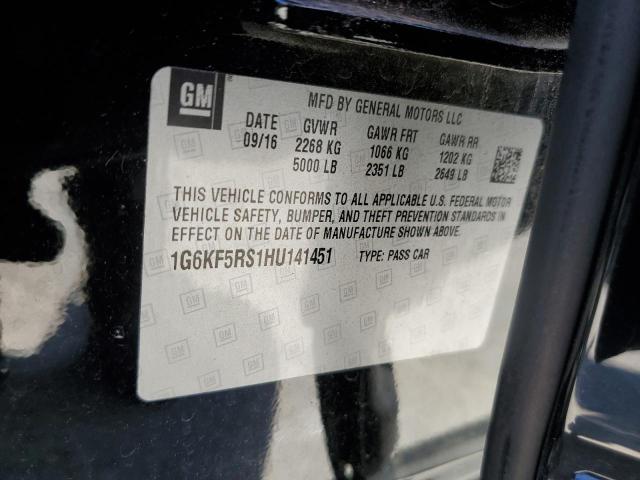 GM
MFD BY GENERAL MOTORS LLC
DATE GVWR GAWR FRT GAWR RR
09/16 2268 KG 1066 KG 1202 KG
5000 LB 2351 LB 2649 LB
THIS VEHICLE CONFORMS TO ALL APPLICABLE U.S. FEDERAL MOTOR
VEHICLE SAFETY, BUMPER, AND THEFT PREVENTION STANDARDS IN
EFFECT ON THE DATE OF MANUFACTURE SHOWN ABOVE.
1G6KF5RS1HU141451 TYPE: PASS CAR